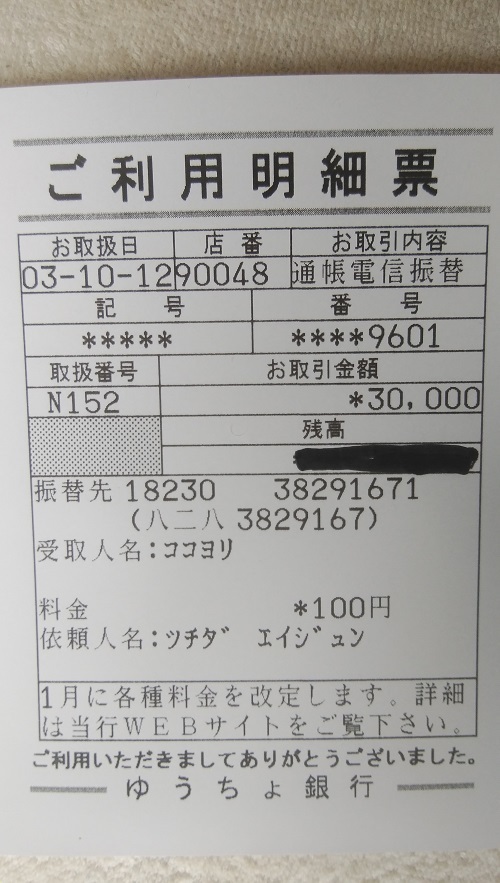 ご利用明細票
お取扱日 店番 お取引内容
03-10-12 90048 通帳電信振替
記号 番号
***** ****9601
取扱番号 お取引金額
N152 *30,000
残高
振替先 18230 38291671
(八二八 3829167)
受取人名:ココヨリ
料金 *100円
依頼人名:ツチダ エイジュン
1月に各種料金を改定します。詳細
は当行WEBサイトをご覧下さい。
ご利用いただきましてありがとうございました。
ゆうちょ銀行